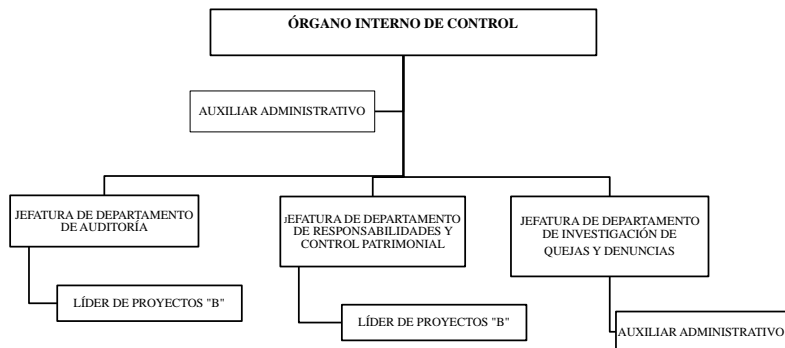 ÓRGANO INTERNO DE CONTROL
AUXILIAR ADMINISTRATIVO
JEFATURA DE DEPARTAMENTO
DE AUDITORÍA
JEFATURA DE DEPARTAMENTO
DE RESPONSABILIDADES Y
CONTROL PATRIMONIAL
JEFATURA DE DEPARTAMENTO
DE INVESTIGACIÓN DE
QUEJAS Y DENUNCIAS
LÍDER DE PROYECTOS "B"
LÍDER DE PROYECTOS "B"
AUXILIAR ADMINISTRATIVO